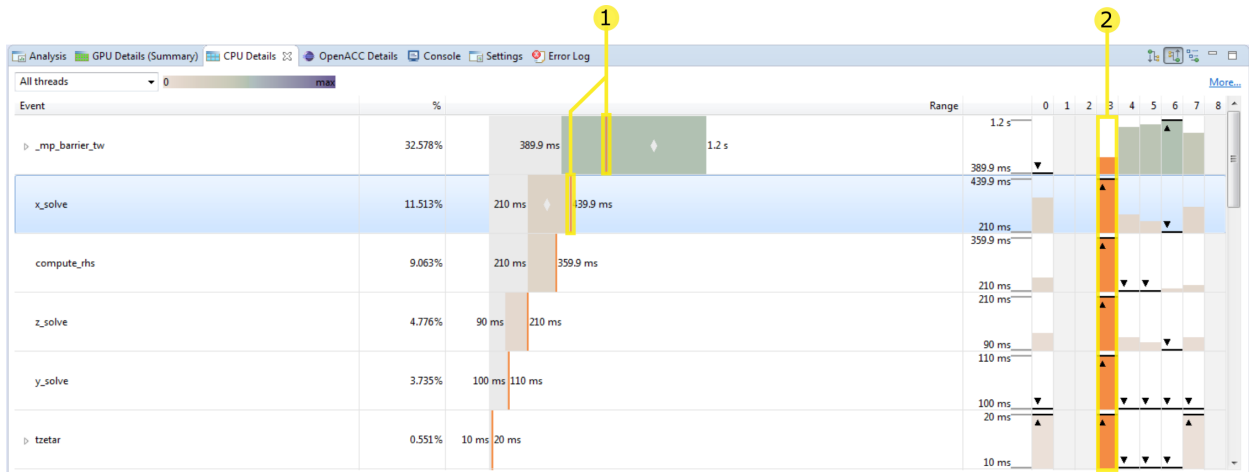 1 2
Analysis GPU Details (Summary) CPU Details OpenACC Details Console Settings Error Log
All threads 0 max More...
Event % Range 0 1 2 3 4 5 6 7 8
_mp_barrier_tw 32.578% 389.9 ms 1.2 s 1.2 s 389.9 ms
x_solve 11.513% 210 ms 439.9 ms 439.9 ms 210 ms
compute_rhs 9.063% 210 ms 359.9 ms 359.9 ms 210 ms
z_solve 4.776% 90 ms 210 ms 210 ms 90 ms
y_solve 3.735% 100 ms 110 ms 110 ms 100 ms
tzetar 0.551% 10 ms 20 ms 20 ms 10 ms